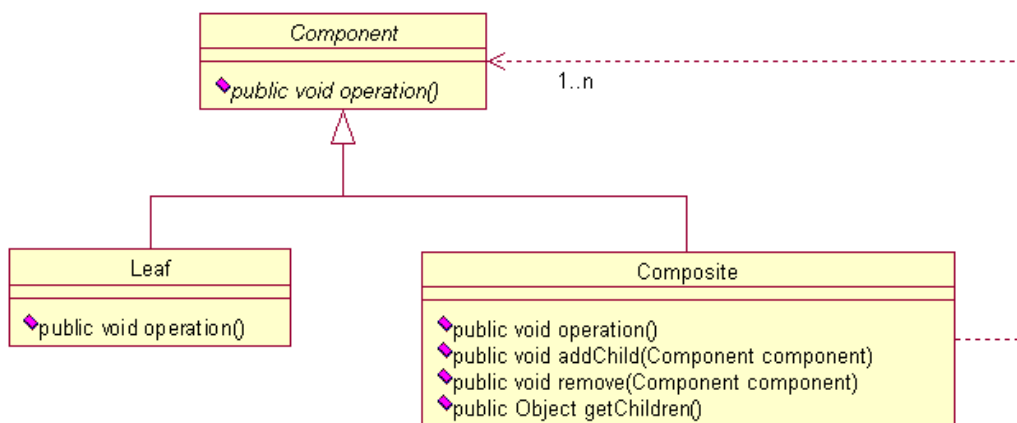 Component
public void operation()
1..n
Leaf
public void operation()
Composite
public void operation()
public void addChild(Component component)
public void remove(Component component)
public Object getChildren()